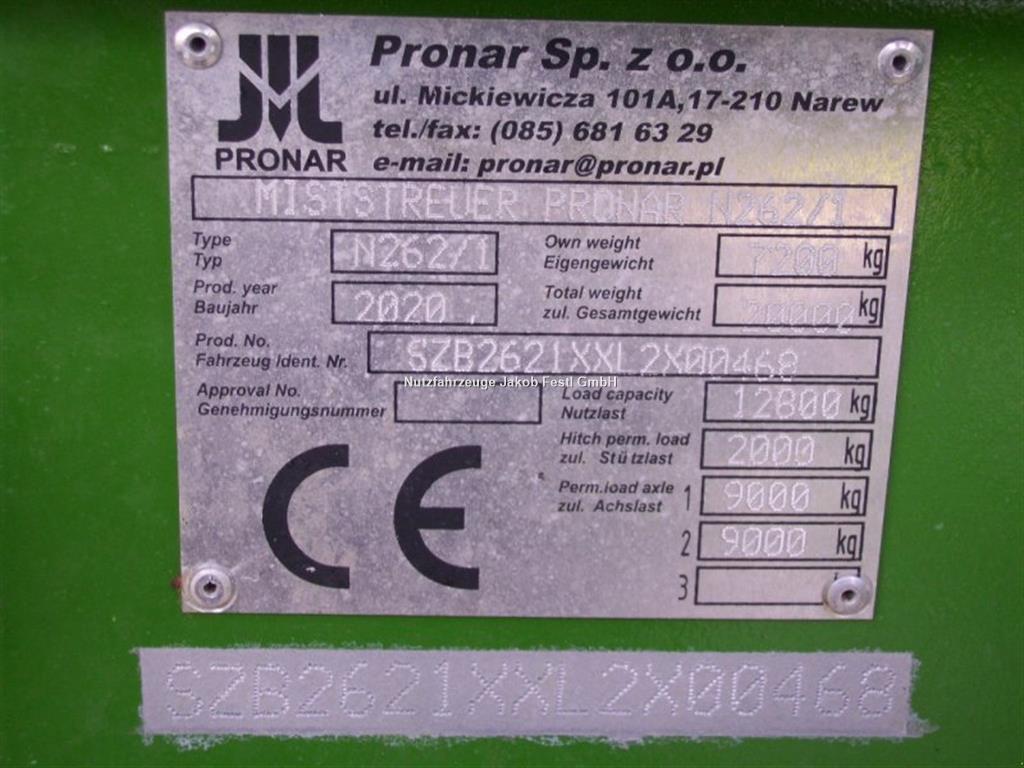 Pronar Sp. z o.o.
ul. Mickiewicza 101A,17-210 Narew
tel./fax: (085) 681 63 29
PRONAR e-mail: pronar@pronar.pl
MISTSTREUER PRONAR N262/1
Type
Typ
N262/1
Own weight
Eigengewicht
7200 kg
Prod. year
Baujahr
2020
Total weight
zul. Gesamtgewicht
20000 kg
Prod. No.
Fahrzeug Ident. Nr.
SZB2621XXL2X00468
Nutzfahrzeuge Jakob Festl GmbH
Approval No.
Genehmigungsnummer
Load capacity
Nutzlast
12800 kg
Hitch perm. load
zul. Stützlast
2000 kg
Perm.load axle
zul. Achslast
1 9000 kg
2 9000 kg
3
CE
SZB2621XXL2X00468